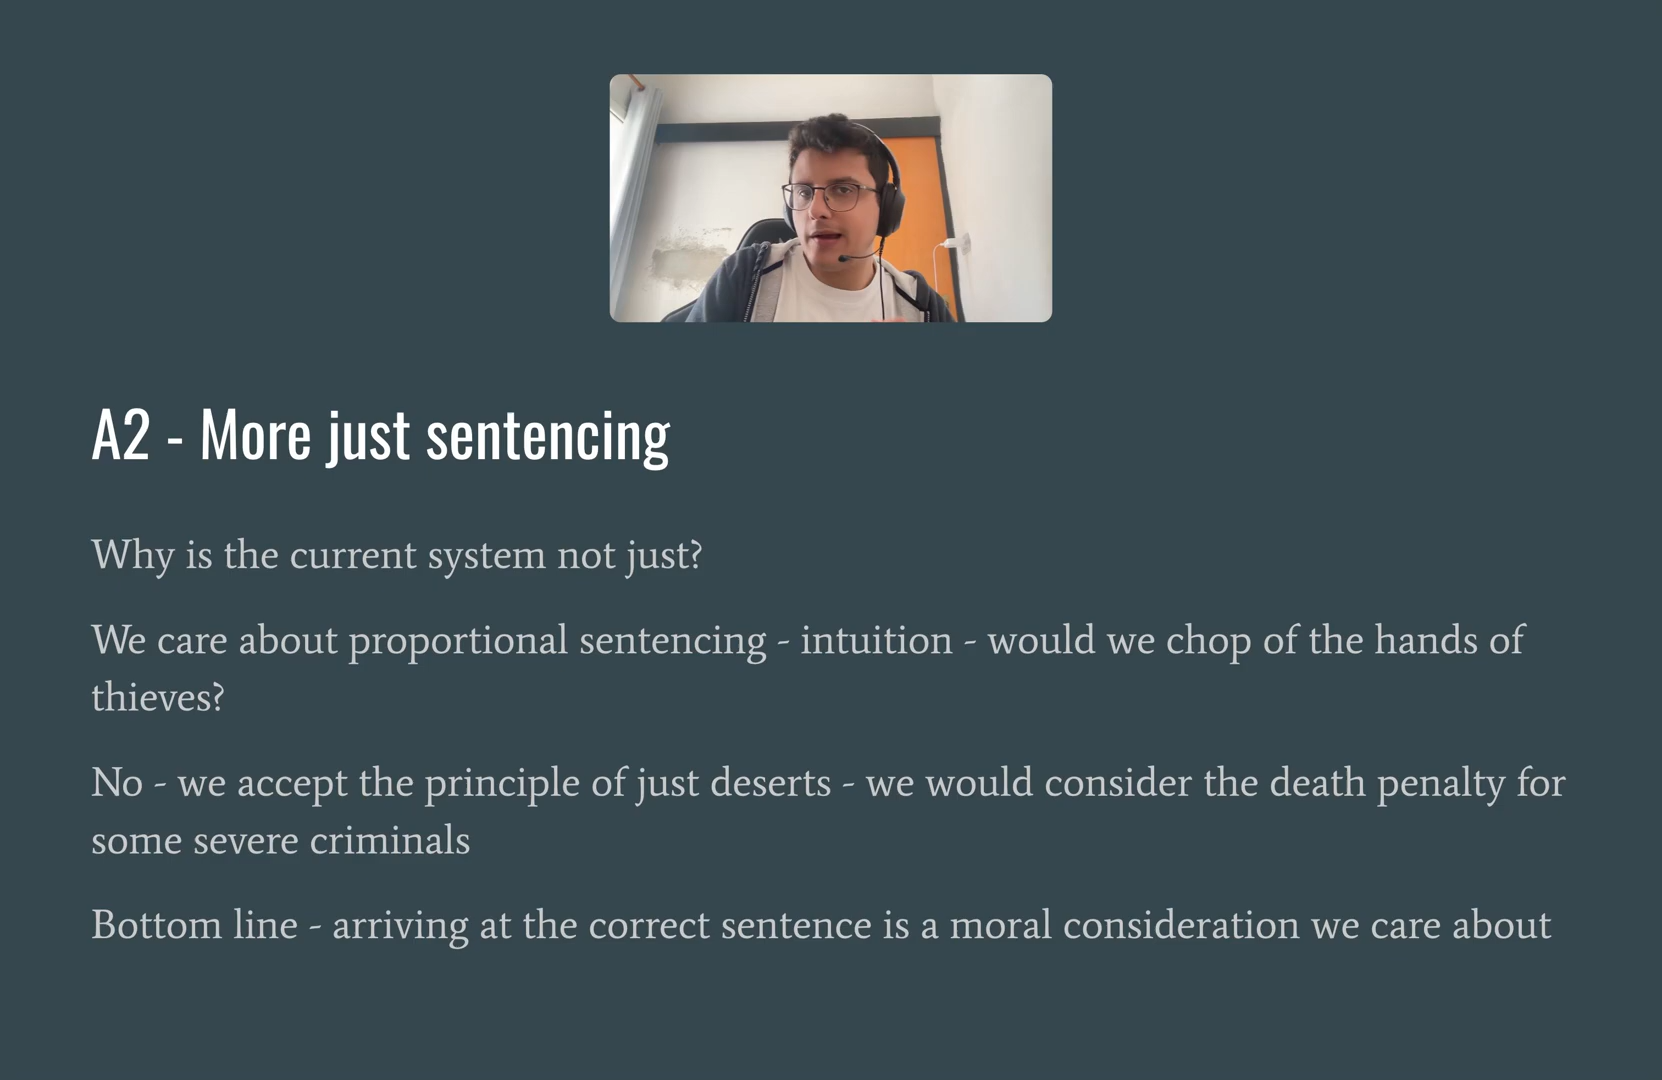 A2 - More just sentencing
Why is the current system not just?
We care about proportional sentencing - intuition - would we chop of the hands of
thieves?
No - we accept the principle of just deserts - we would consider the death penalty for
some severe criminals
Bottom line - arriving at the correct sentence is a moral consideration we care about